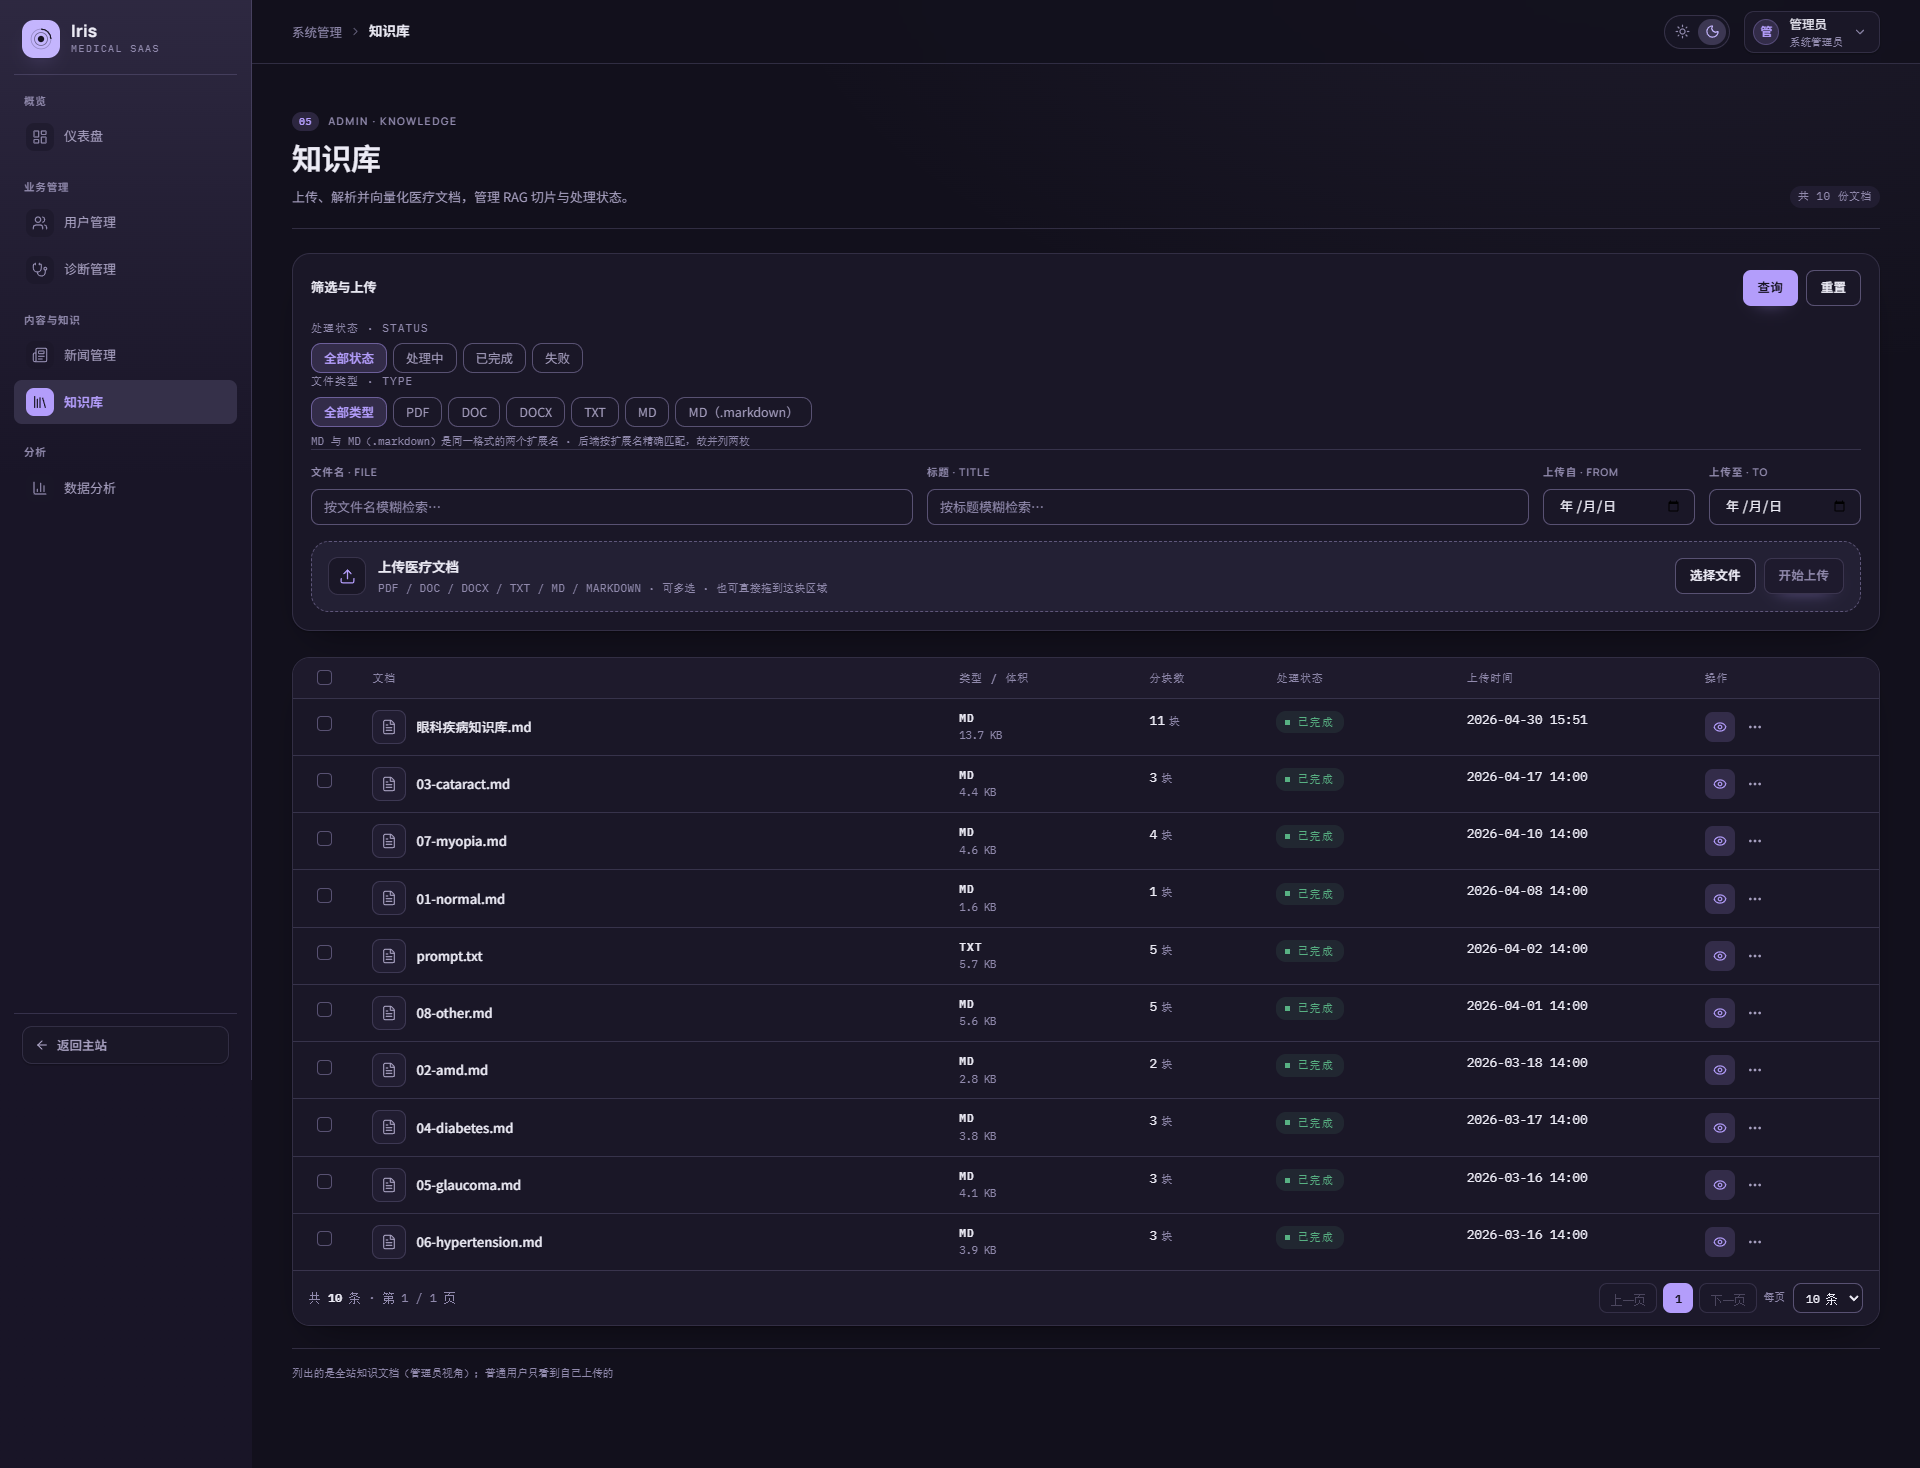 Iris
MEDICAL SAAS
概览
仪表盘
业务管理
用户管理
诊断管理
内容与知识
新闻管理
知识库
分析
数据分析
返回主站
系统管理 > 知识库
管
管理员
系统管理员
05 ADMIN · KNOWLEDGE
知识库
上传、解析并向量化医疗文档，管理 RAG 切片与处理状态。
共 10 份文档
筛选与上传
查询 重置
处理状态 · STATUS
全部状态 处理中 已完成 失败
文件类型 · TYPE
全部类型 PDF DOC DOCX TXT MD MD（.markdown）
MD 与 MD（.markdown）是同一格式的两个扩展名 · 后端按扩展名精确匹配，故并列两枚
文件名 · FILE 标题 · TITLE 上传自 · FROM 上传至 · TO
按文件名模糊检索… 按标题模糊检索… 年 /月/日 年 /月/日
上传医疗文档
PDF / DOC / DOCX / TXT / MD / MARKDOWN · 可多选 · 也可直接拖到这块区域
选择文件 开始上传
文档 类型 / 体积 分块数 处理状态 上传时间 操作
眼科疾病知识库.md MD 13.7 KB 11 块 已完成 2026-04-30 15:51
03-cataract.md MD 4.4 KB 3 块 已完成 2026-04-17 14:00
07-myopia.md MD 4.6 KB 4 块 已完成 2026-04-10 14:00
01-normal.md MD 1.6 KB 1 块 已完成 2026-04-08 14:00
prompt.txt TXT 5.7 KB 5 块 已完成 2026-04-02 14:00
08-other.md MD 5.6 KB 5 块 已完成 2026-04-01 14:00
02-amd.md MD 2.8 KB 2 块 已完成 2026-03-18 14:00
04-diabetes.md MD 3.8 KB 3 块 已完成 2026-03-17 14:00
05-glaucoma.md MD 4.1 KB 3 块 已完成 2026-03-16 14:00
06-hypertension.md MD 3.9 KB 3 块 已完成 2026-03-16 14:00
共 10 条 · 第 1 / 1 页
上一页 1 下一页 每页 10 条
列出的是全站知识文档（管理员视角）；普通用户只看到自己上传的